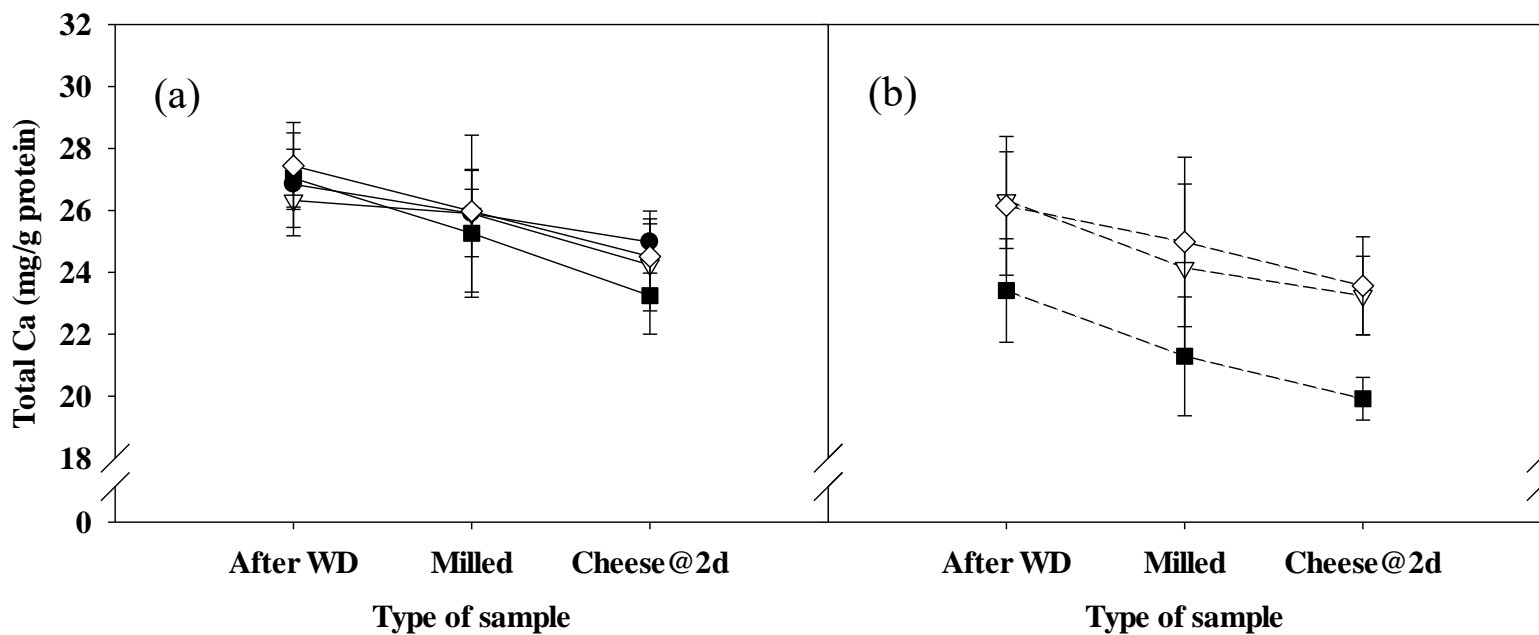 32
30
28
26
24
22
20
18
0
Total Ca (mg/g protein)
(a)
(b)
After WD Milled Cheese@2d
After WD Milled Cheese@2d
Type of sample
Type of sample